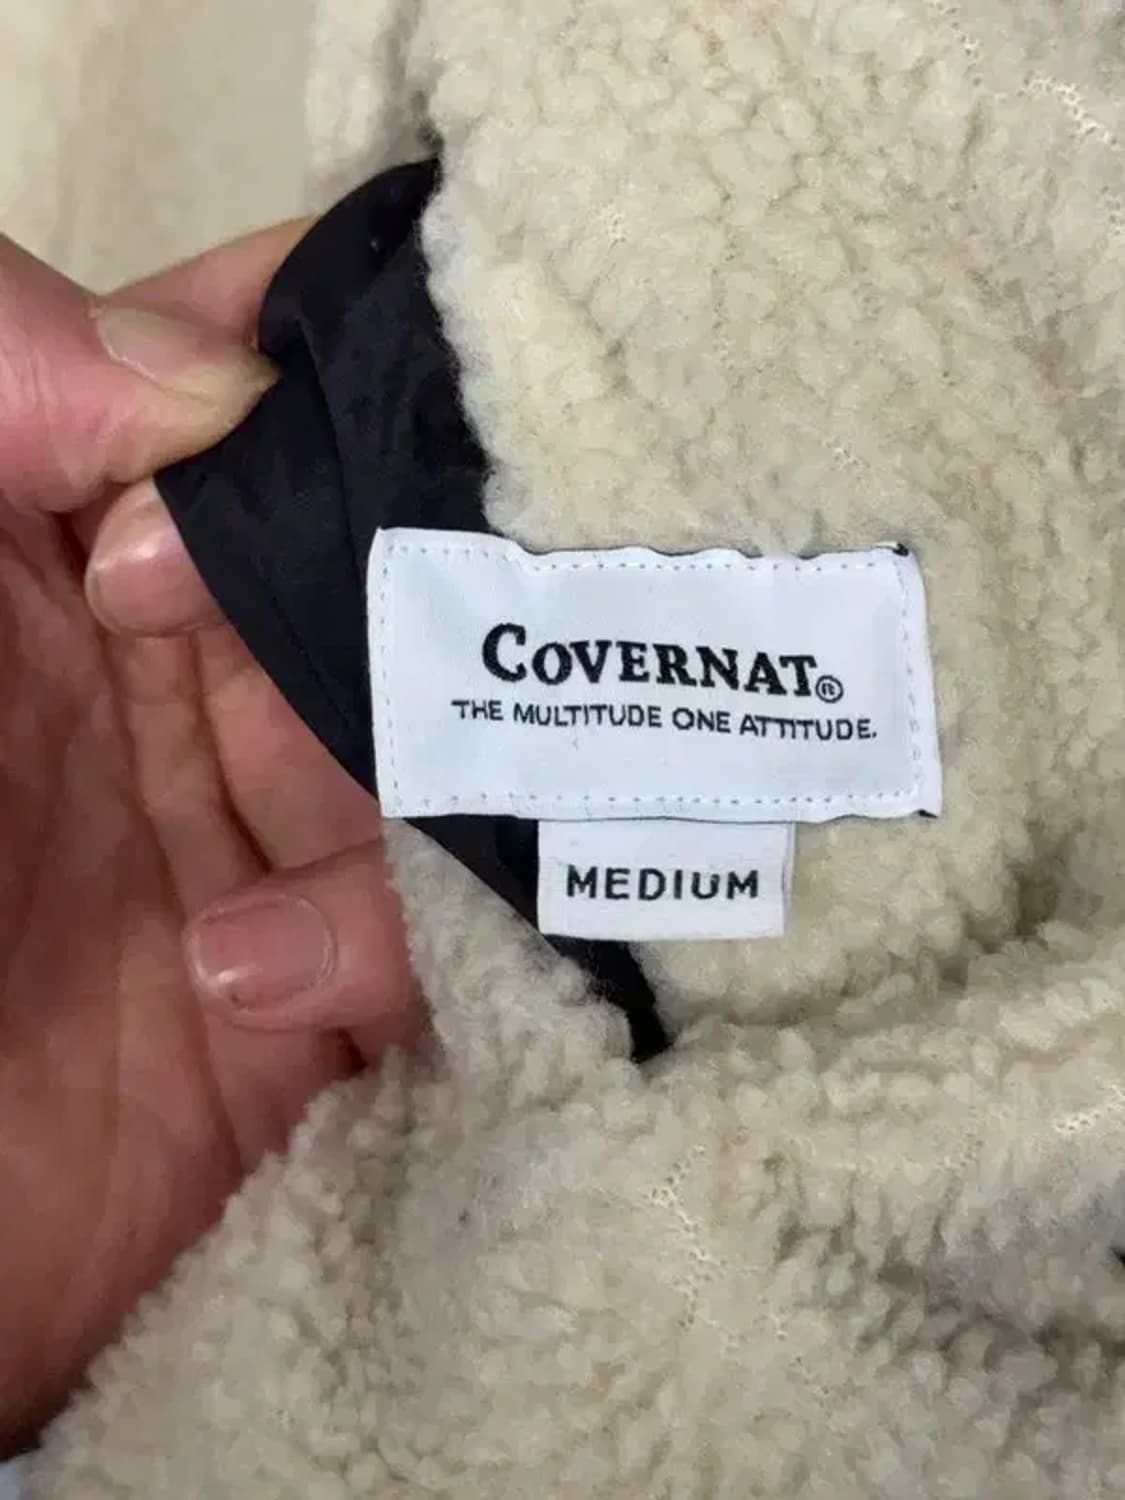 COVERNAT®
THE MULTITUDE ONE ATTITUDE.
MEDIUM